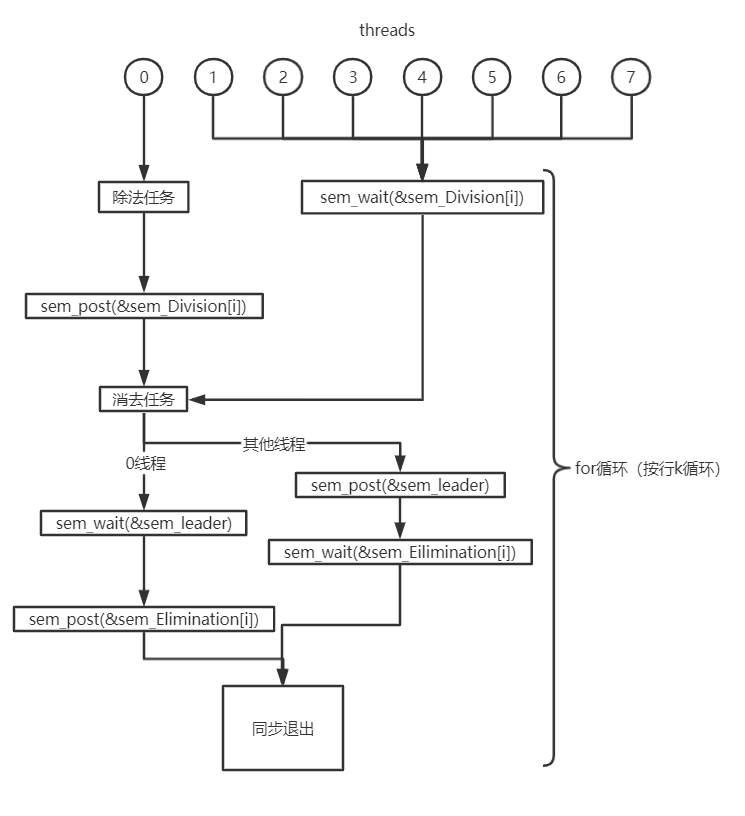 threads
0 1 2 3 4 5 6 7
除法任务
sem_wait(&sem_Division[i])
sem_post(&sem_Division[i])
消去任务
其他线程
0线程
for循环（按行k循环）
sem_post(&sem_leader)
sem_wait(&sem_leader)
sem_wait(&sem_Eilimination[i])
sem_post(&sem_Elimination[i])
同步退出